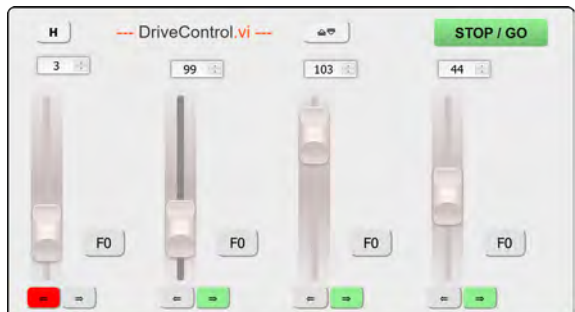 H --- DriveControl.vi --- STOP / GO
3 99 103 44
F0 F0 F0 F0
⇐ ⇒ ⇐ ⇒ ⇐ ⇒ ⇐ ⇒